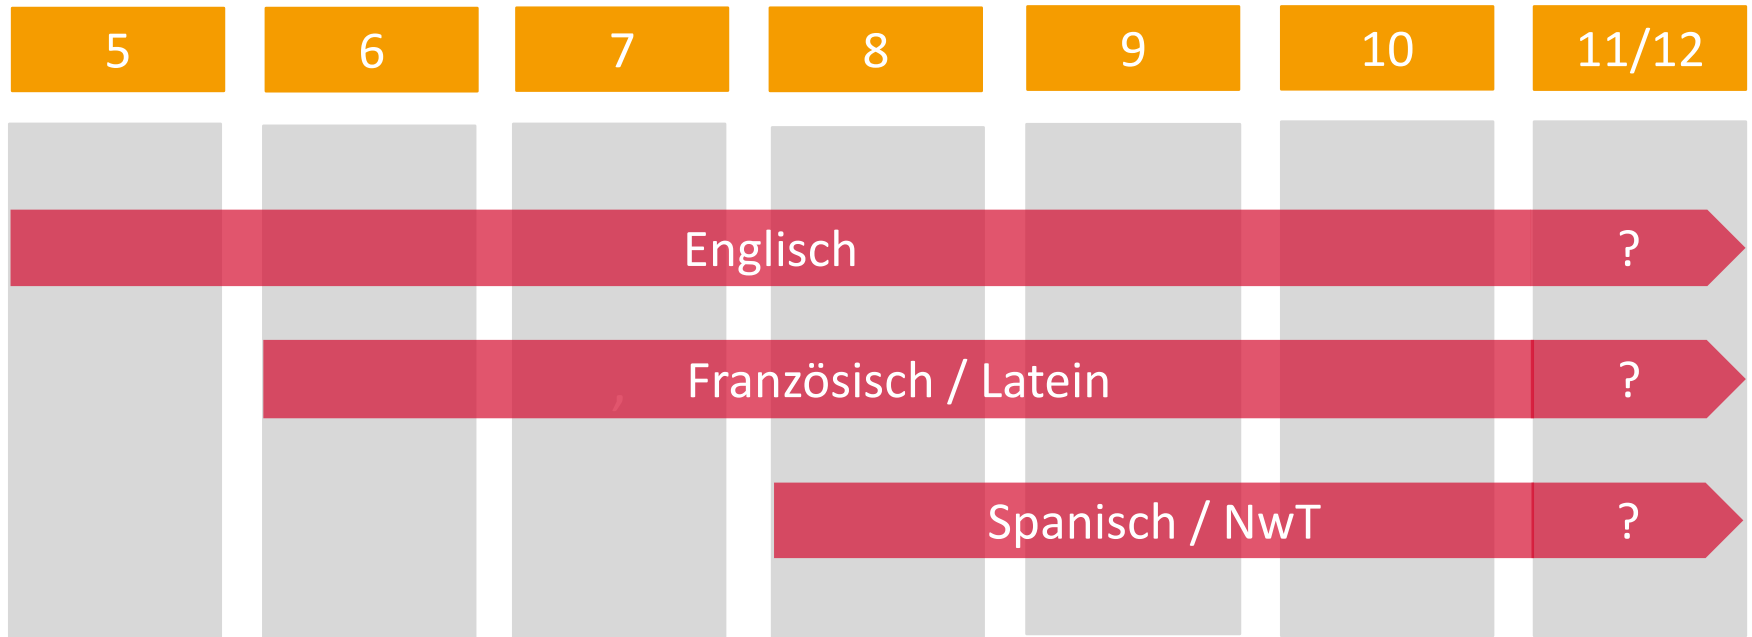 5 6 7 8 9 10 11/12
Englisch ?
, Französisch / Latein ?
Spanisch / NwT ?